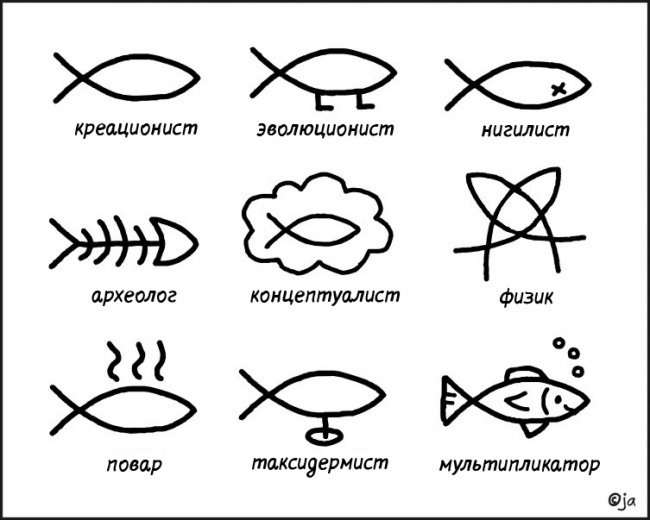 креационист
эволюционист
нигилист
археолог
концептуалист
физик
повар
таксидермист
мультипликатор
©ja